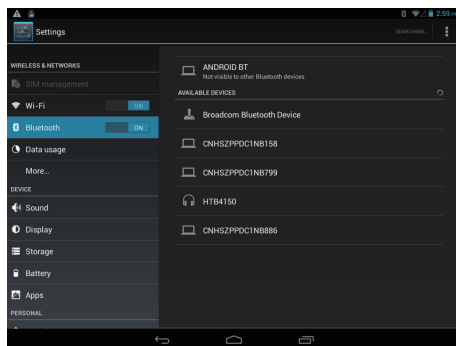 2:59 PM
Settings
SEARCHING...
WIRELESS & NETWORKS
SIM management
Wi-Fi
ON
Bluetooth
ON
Data usage
More...
DEVICE
Sound
Display
Storage
Battery
Apps
PERSONAL
ANDROID BT
Not visible to other Bluetooth devices
AVAILABLE DEVICES
Broadcom Bluetooth Device
CNHSZPPDC1NB158
CNHSZPPDC1NB799
HTB4150
CNHSZPPDC1NB886